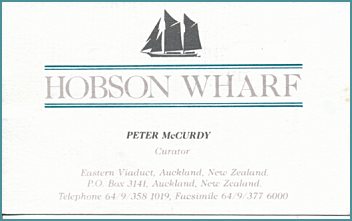 HOBSON WHARF
PETER McCURDY
Curator
Eastern Viaduct, Auckland, New Zealand.
P.O. Box 3141, Auckland, New Zealand.
Telephone 64/9/358 1019, Facsimile 64/9/377 6000